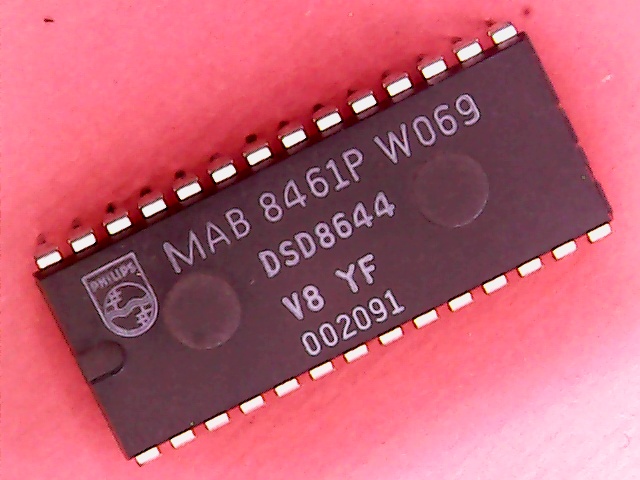 MAB 8461P W069
DSD8644
V8 YF
002091
PHILIPS